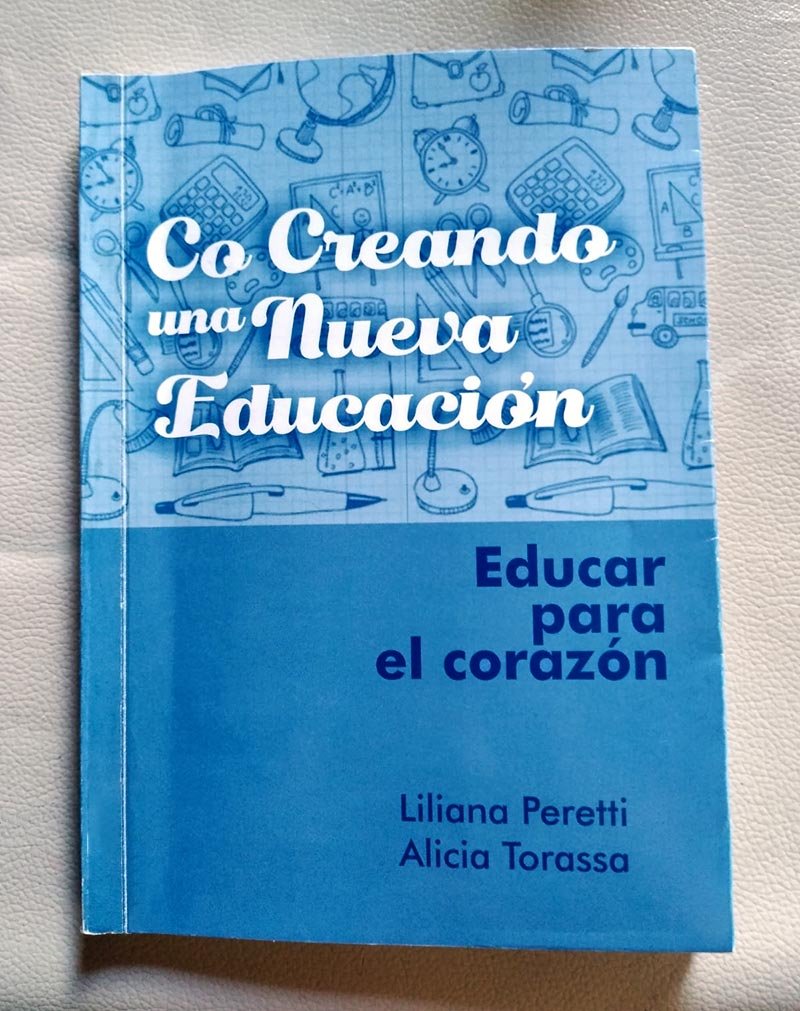 Co Creando
una Nueva
Educación
Educar
para
el corazón
Liliana Peretti
Alicia Torassa